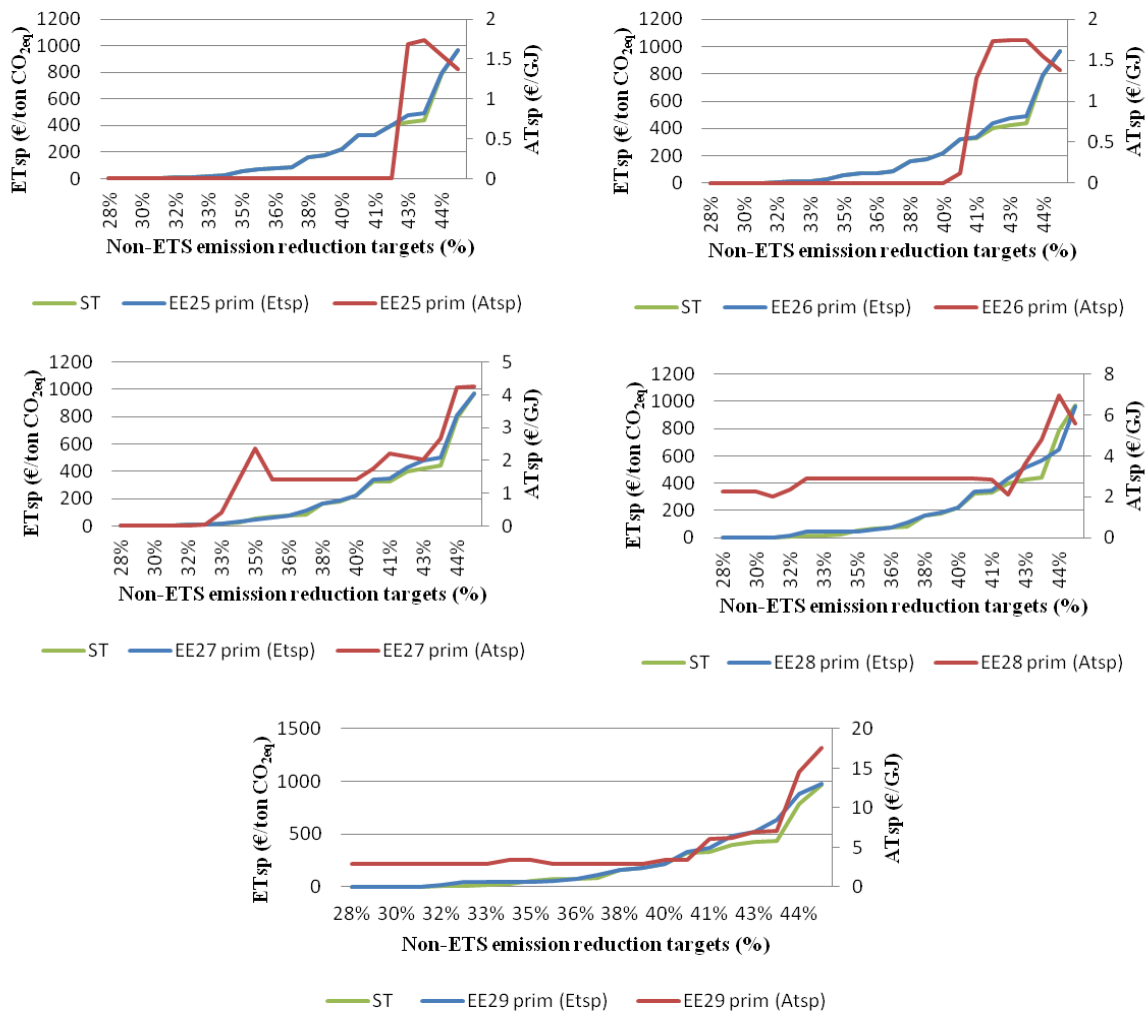 1200
1000
800
600
400
200
0
ETsp (€/ton CO2eq)
2
1.5
1
0.5
0
ATsp (€/GJ)
28% 30% 32% 33% 35% 36% 38% 40% 41% 43% 44%
Non-ETS emission reduction targets (%)
ST EE25 prim (Etsp) EE25 prim (Atsp)
1200
1000
800
600
400
200
0
ETsp (€/ton CO2eq)
2
1.5
1
0.5
0
ATsp (€/GJ)
28% 30% 32% 33% 35% 36% 38% 40% 41% 43% 44%
Non-ETS emission reduction targets (%)
ST EE26 prim (Etsp) EE26 prim (Atsp)
1200
1000
800
600
400
200
0
ETsp (€/ton CO2eq)
5
4
3
2
1
0
ATsp (€/GJ)
28% 30% 32% 33% 35% 36% 38% 40% 41% 43% 44%
Non-ETS emission reduction targets (%)
ST EE27 prim (Etsp) EE27 prim (Atsp)
1200
1000
800
600
400
200
0
ETsp (€/ton CO2eq)
8
6
4
2
0
ATsp (€/GJ)
28% 30% 32% 33% 35% 36% 38% 40% 41% 43% 44%
Non-ETS emission reduction targets (%)
ST EE28 prim (Etsp) EE28 prim (Atsp)
1500
1000
500
0
ETsp (€/ton CO2eq)
20
15
10
5
0
ATsp (€/GJ)
28% 30% 32% 33% 35% 36% 38% 40% 41% 43% 44%
Non-ETS emission reduction targets (%)
ST EE29 prim (Etsp) EE29 prim (Atsp)